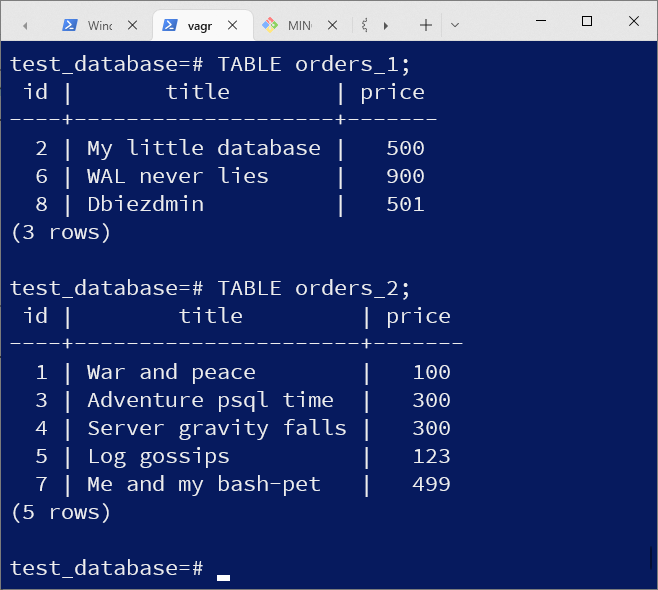 Winc
vagr
MIN
test_database=# TABLE orders_1;
 id |       title        | price
----+--------------------+-------
  2 | My little database |   500
  6 | WAL never lies     |   900
  8 | Dbiezdmin          |   501
(3 rows)
test_database=# TABLE orders_2;
 id |        title         | price
----+----------------------+-------
  1 | War and peace        |   100
  3 | Adventure psql time  |   300
  4 | Server gravity falls |   300
  5 | Log gossips          |   123
  7 | Me and my bash-pet   |   499
(5 rows)
test_database=#